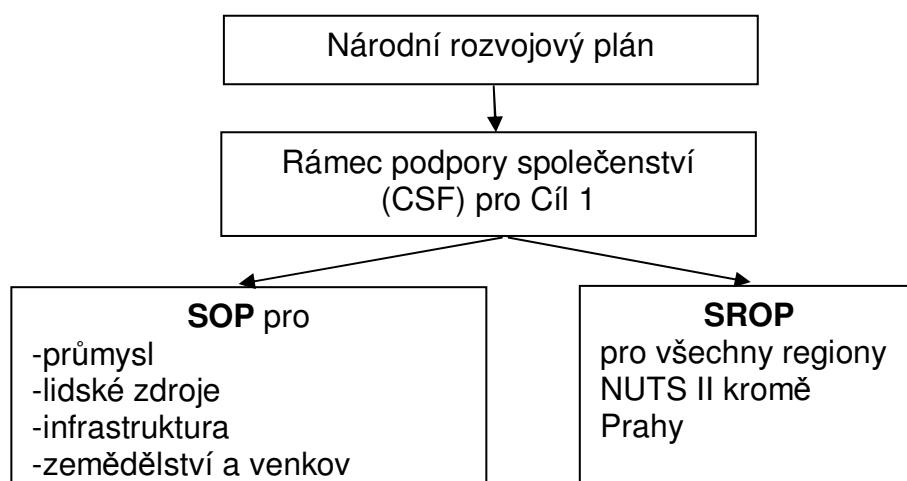 Národní rozvojový plán
Rámec podpory společenství
(CSF) pro Cíl 1
SOP pro
-průmysl
-lidské zdroje
-infrastruktura
-zemědělství a venkov
SROP
pro všechny regiony
NUTS II kromě
Prahy